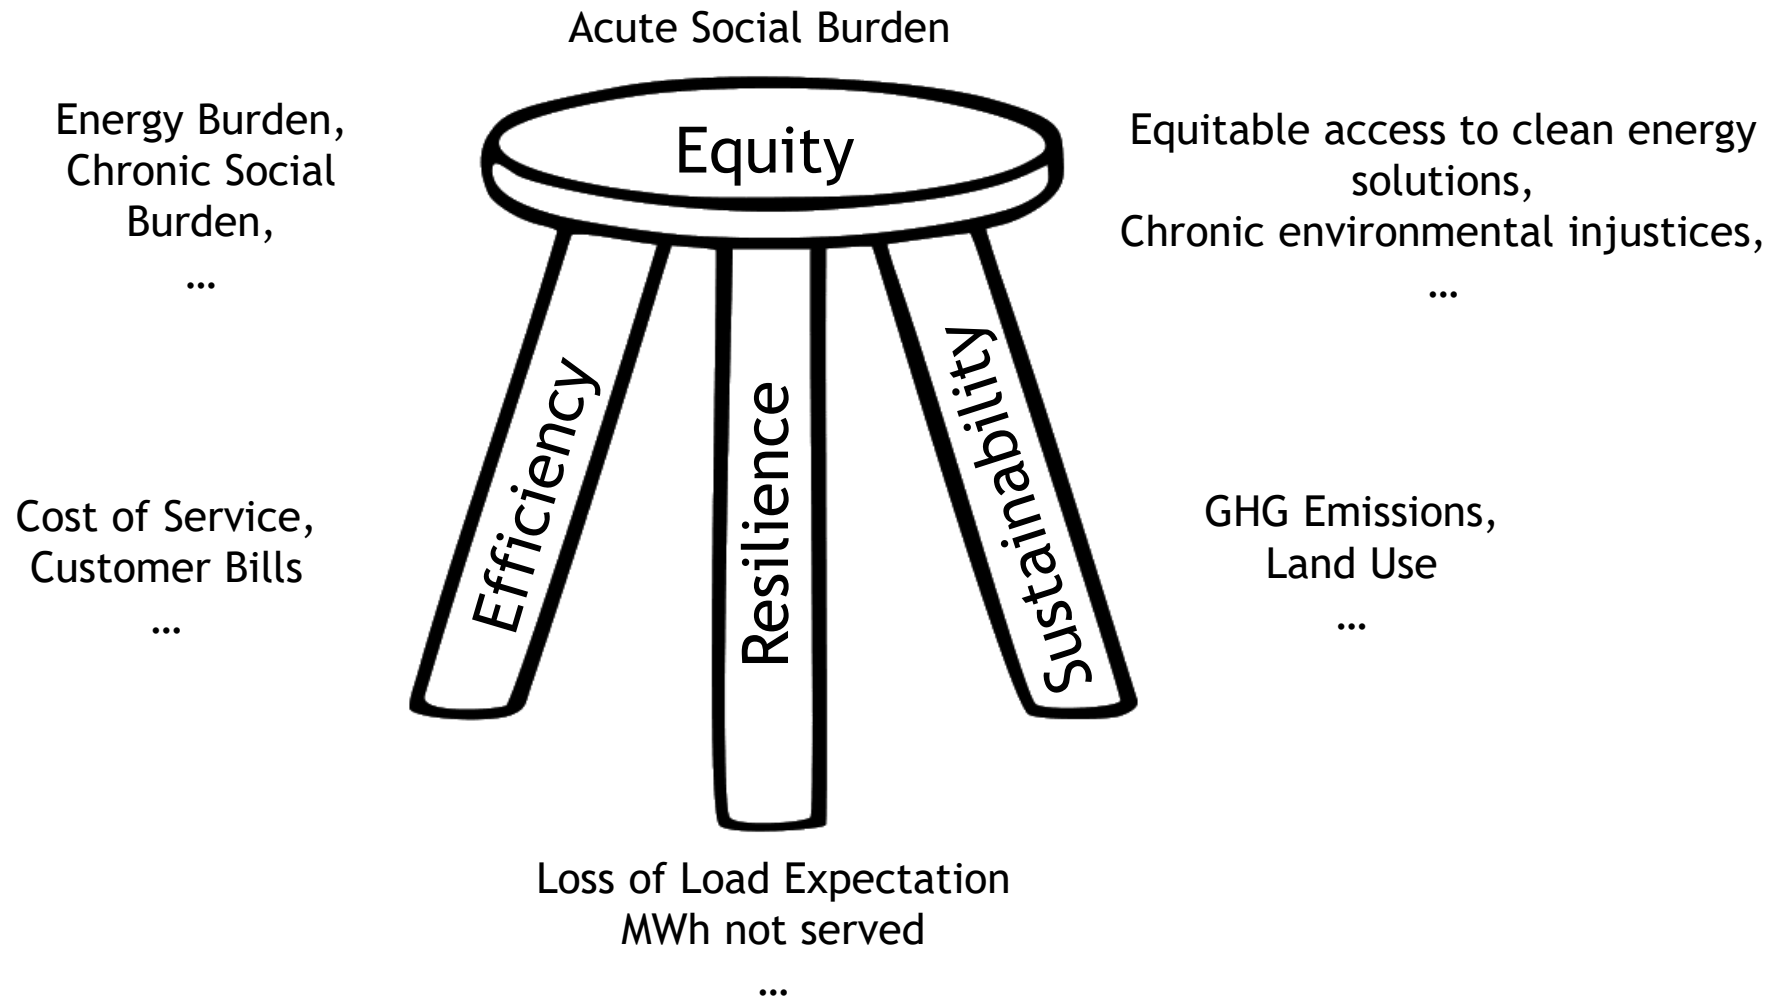 Acute Social Burden
Energy Burden,
Chronic Social
Burden,
...
Equity
Equitable access to clean energy
solutions,
Chronic environmental injustices,
...
Efficiency
Resilience
Sustainability
Cost of Service,
Customer Bills
...
GHG Emissions,
Land Use
...
Loss of Load Expectation
MWh not served
...